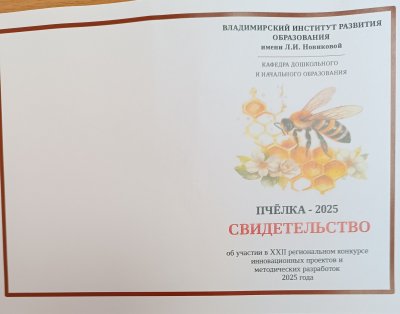 ВЛАДИМИРСКИЙ ИНСТИТУТ РАЗВИТИЯ
ОБРАЗОВАНИЯ
имени Л.И. Новиковой
КАФЕДРА ДОШКОЛЬНОГО
И НАЧАЛЬНОГО ОБРАЗОВАНИЯ
ПЧЁЛКА - 2025
СВИДЕТЕЛЬСТВО
об участии в XXII региональном конкурсе
инновационных проектов и
методических разработок
2025 года